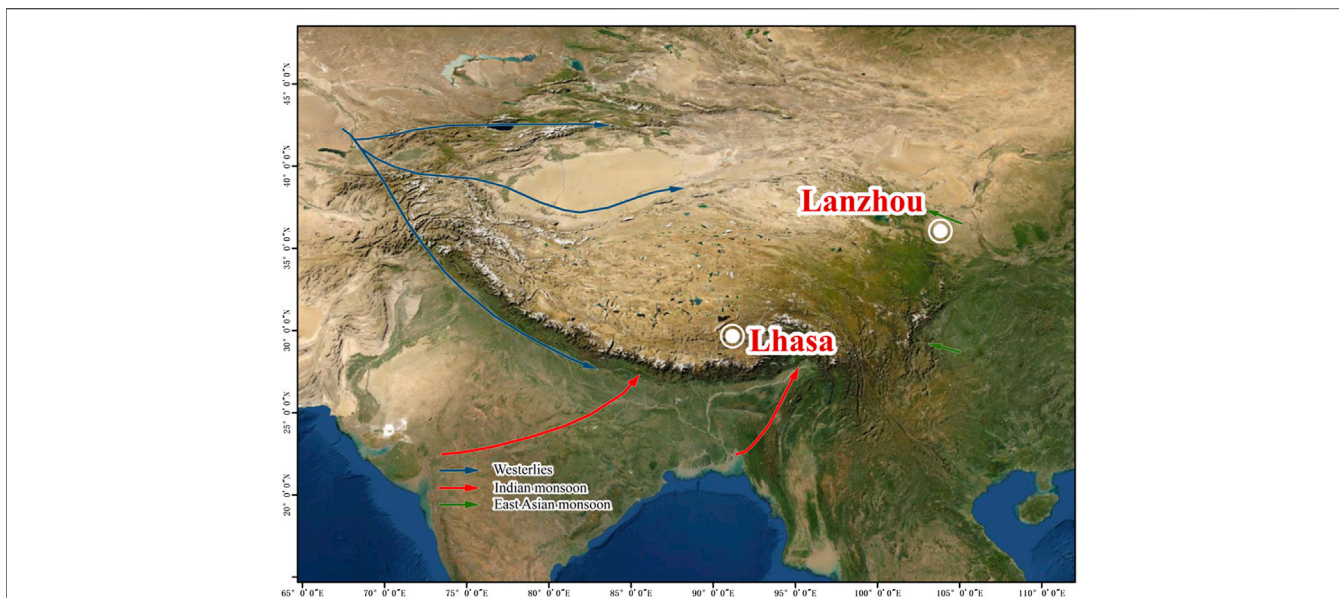 45° 0′0″N
40° 0′0″N
35° 0′0″N
30° 0′0″N
25° 0′0″N
20° 0′0″N
Lanzhou
Lhasa
Westerlies
Indian monsoon
East Asian monsoon
65° 0′0″E 70° 0′0″E 75° 0′0″E 80° 0′0″E 85° 0′0″E 90° 0′0″E 95° 0′0″E 100° 0′0″E 105° 0′0″E 110° 0′0″E